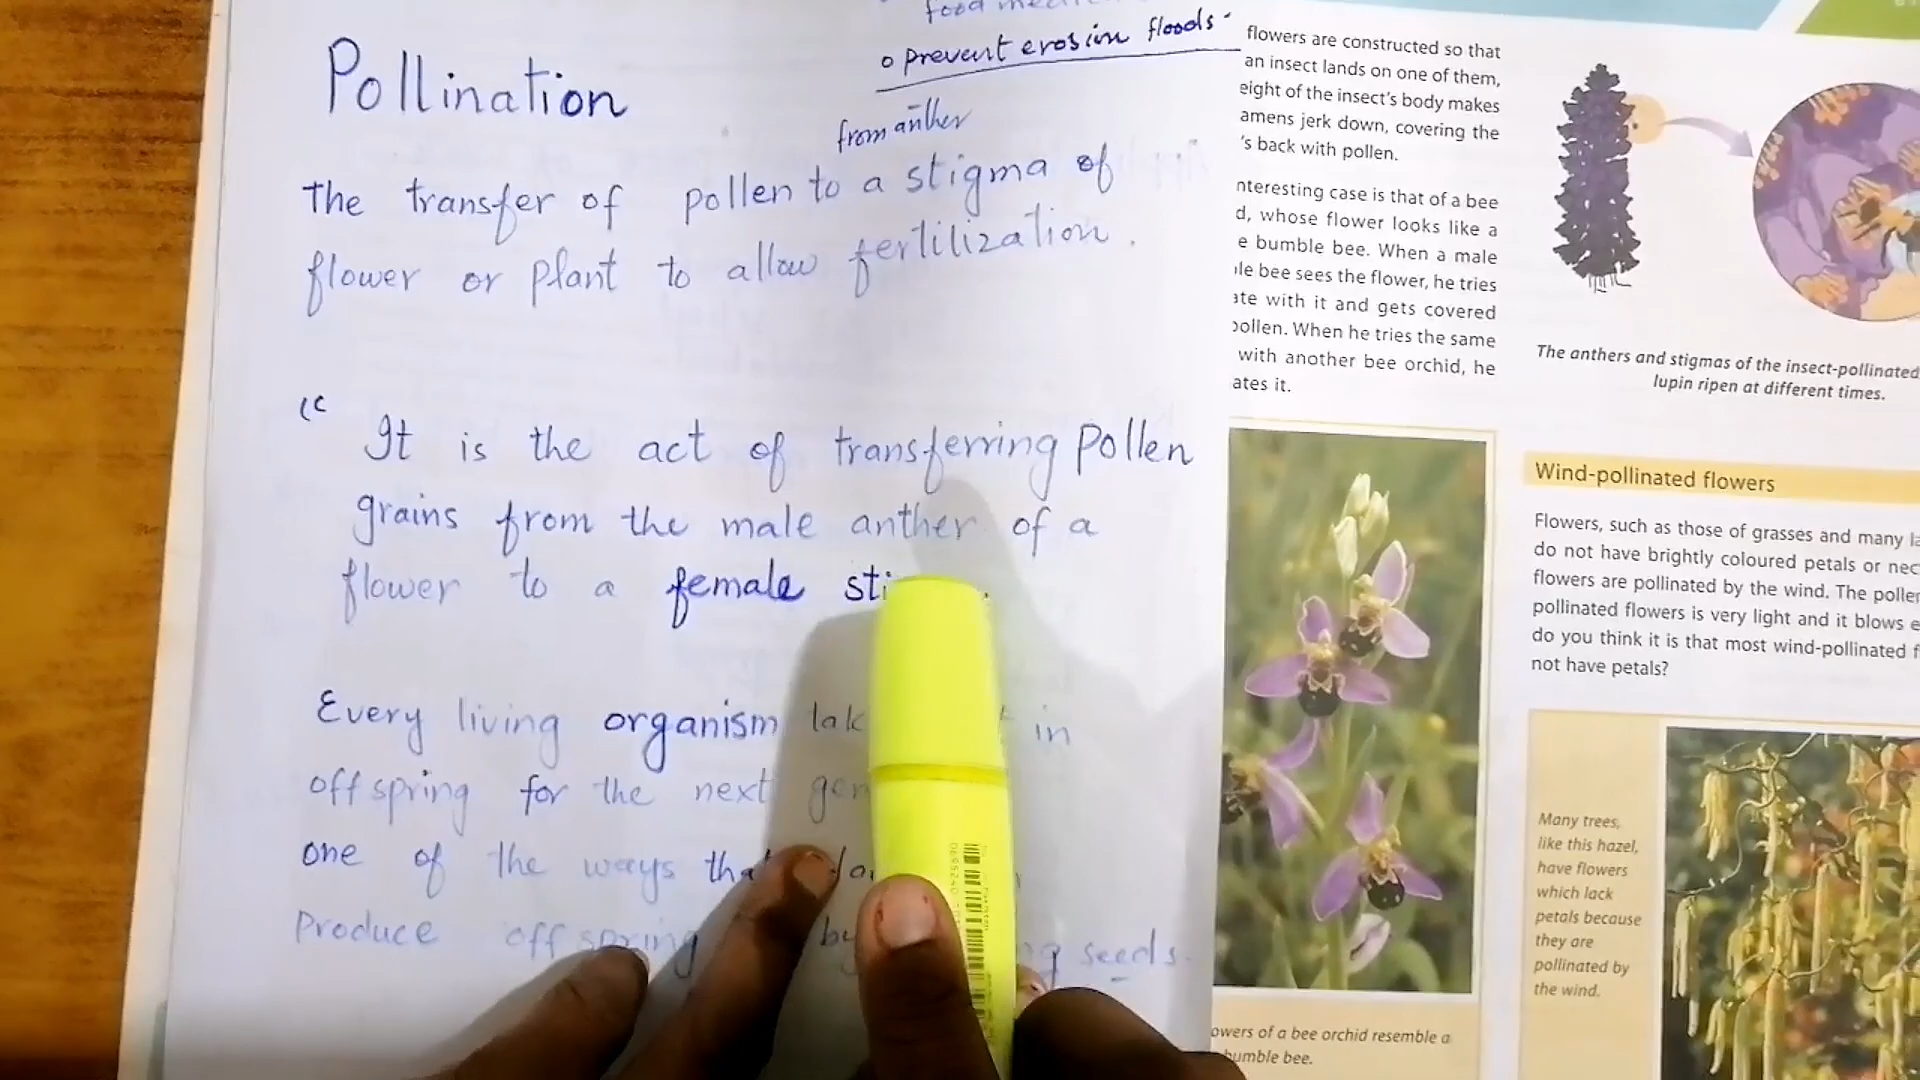 food
o prevent erosion floods.
Pollination
from anther
The transfer of pollen to a stigma of
flower or plant to allow fertilization.
It is the act of transferring Pollen
grains from the male anther of a
flower to a female sti
Every living organism in
offspring for the next
one of the ways
Produce offspring by seeds.
flowers are constructed so that
an insect lands on one of them,
eight of the insect's body makes
amens jerk down, covering the
's back with pollen.
nteresting case is that of a bee
d, whose flower looks like a
e bumble bee. When a male
le bee sees the flower, he tries
ate with it and gets covered
pollen. When he tries the same
with another bee orchid, he
ates it.
owers of a bee orchid resemble a
bumble bee.
The anthers and stigmas of the insect-pollinated
lupin ripen at different times.
Wind-pollinated flowers
Flowers, such as those of grasses and many
do not have brightly coloured petals or nec
flowers are pollinated by the wind. The pollen
pollinated flowers is very light and it blows
do you think it is that most wind-pollinated f
not have petals?
Many trees,
like this hazel,
have flowers
which lack
petals because
they are
pollinated by
the wind.